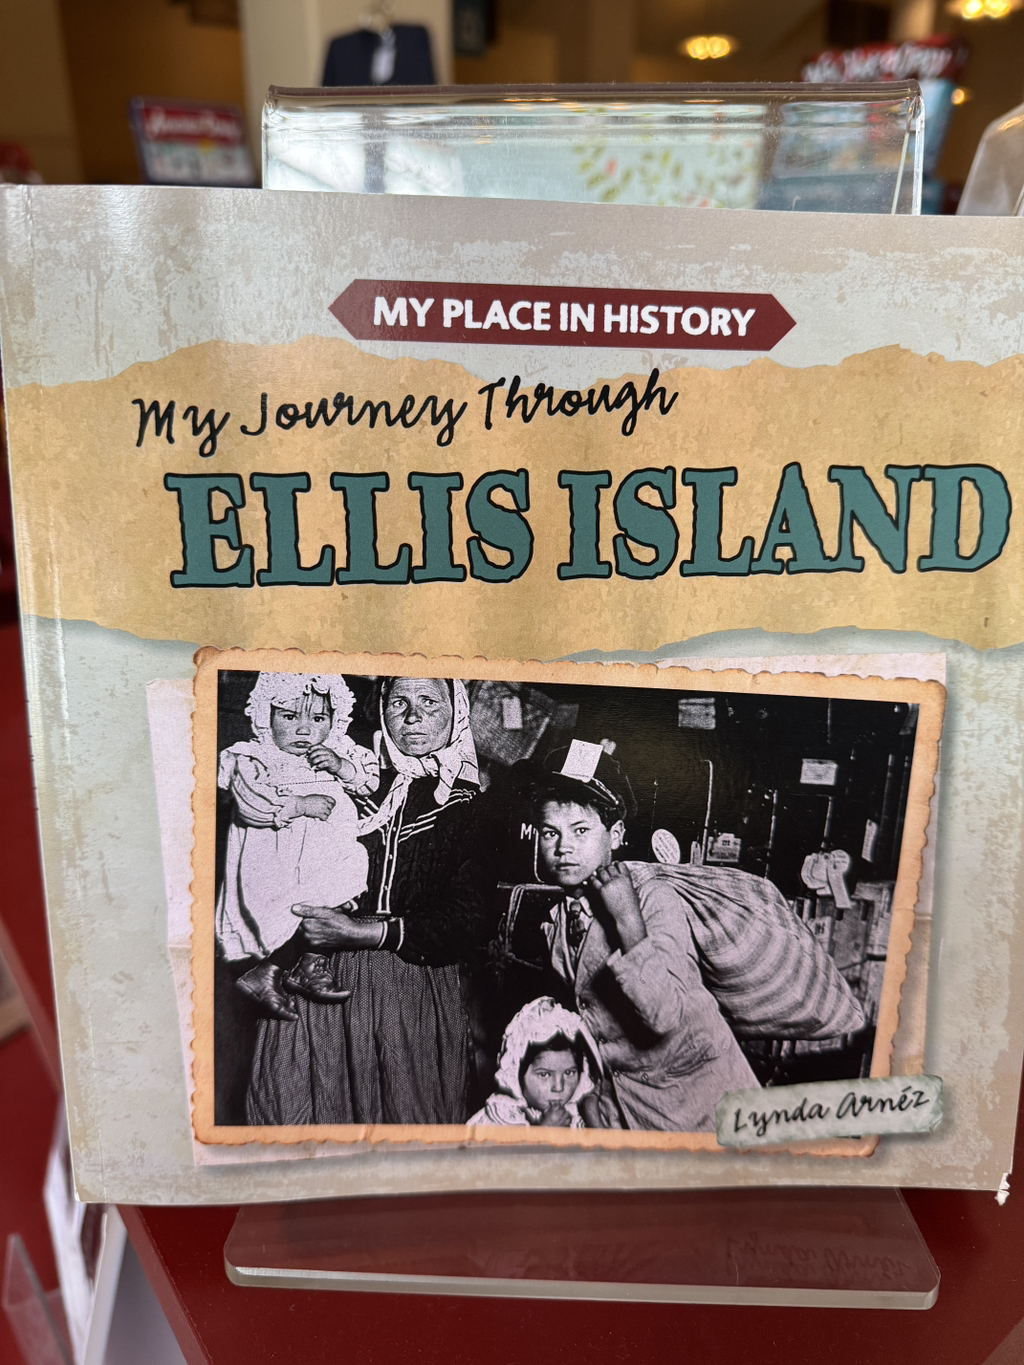 MY PLACE IN HISTORY
My Journey Through
ELLIS ISLAND
Lynda Arnéz